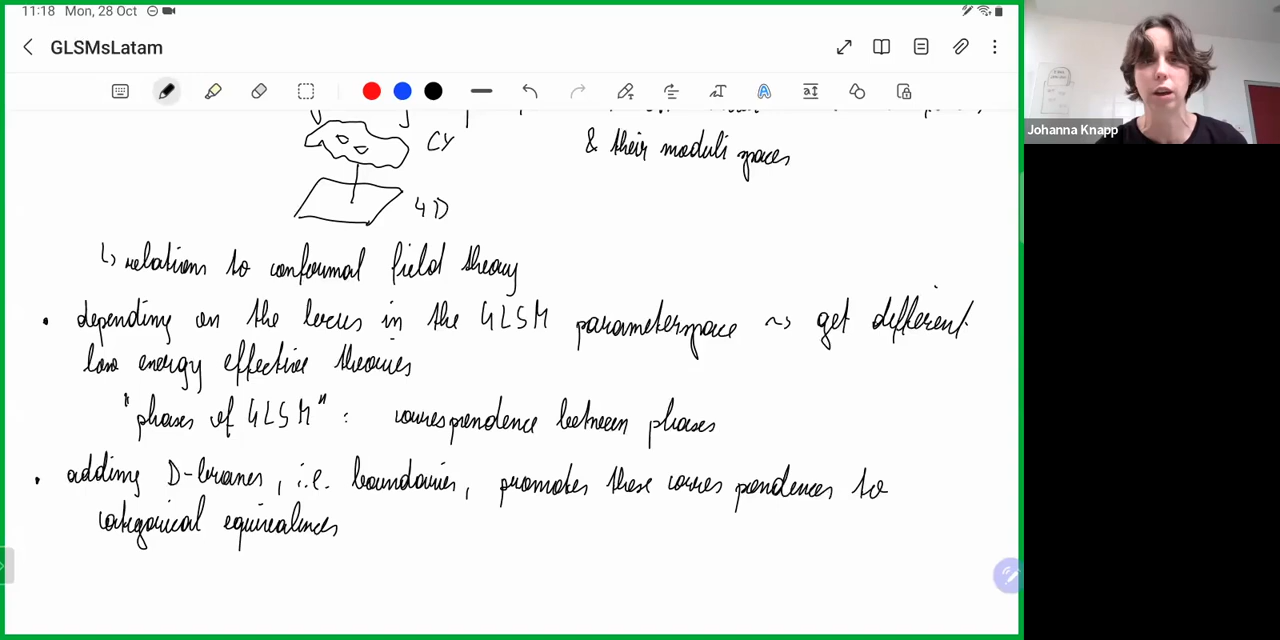 11:18 Mon, 28 Oct
GLSMsLatam
CY
& their moduli spaces
4D
↳ relations to conformal field theory
Johanna Knapp
• depending on the locus in the GLSM parameterspace ⇝ get different
low energy effective theories
"phases of GLSM" : correspondence between phases
• adding D-branes, i.e. boundaries, promotes these correspondences to
categorical equivalences